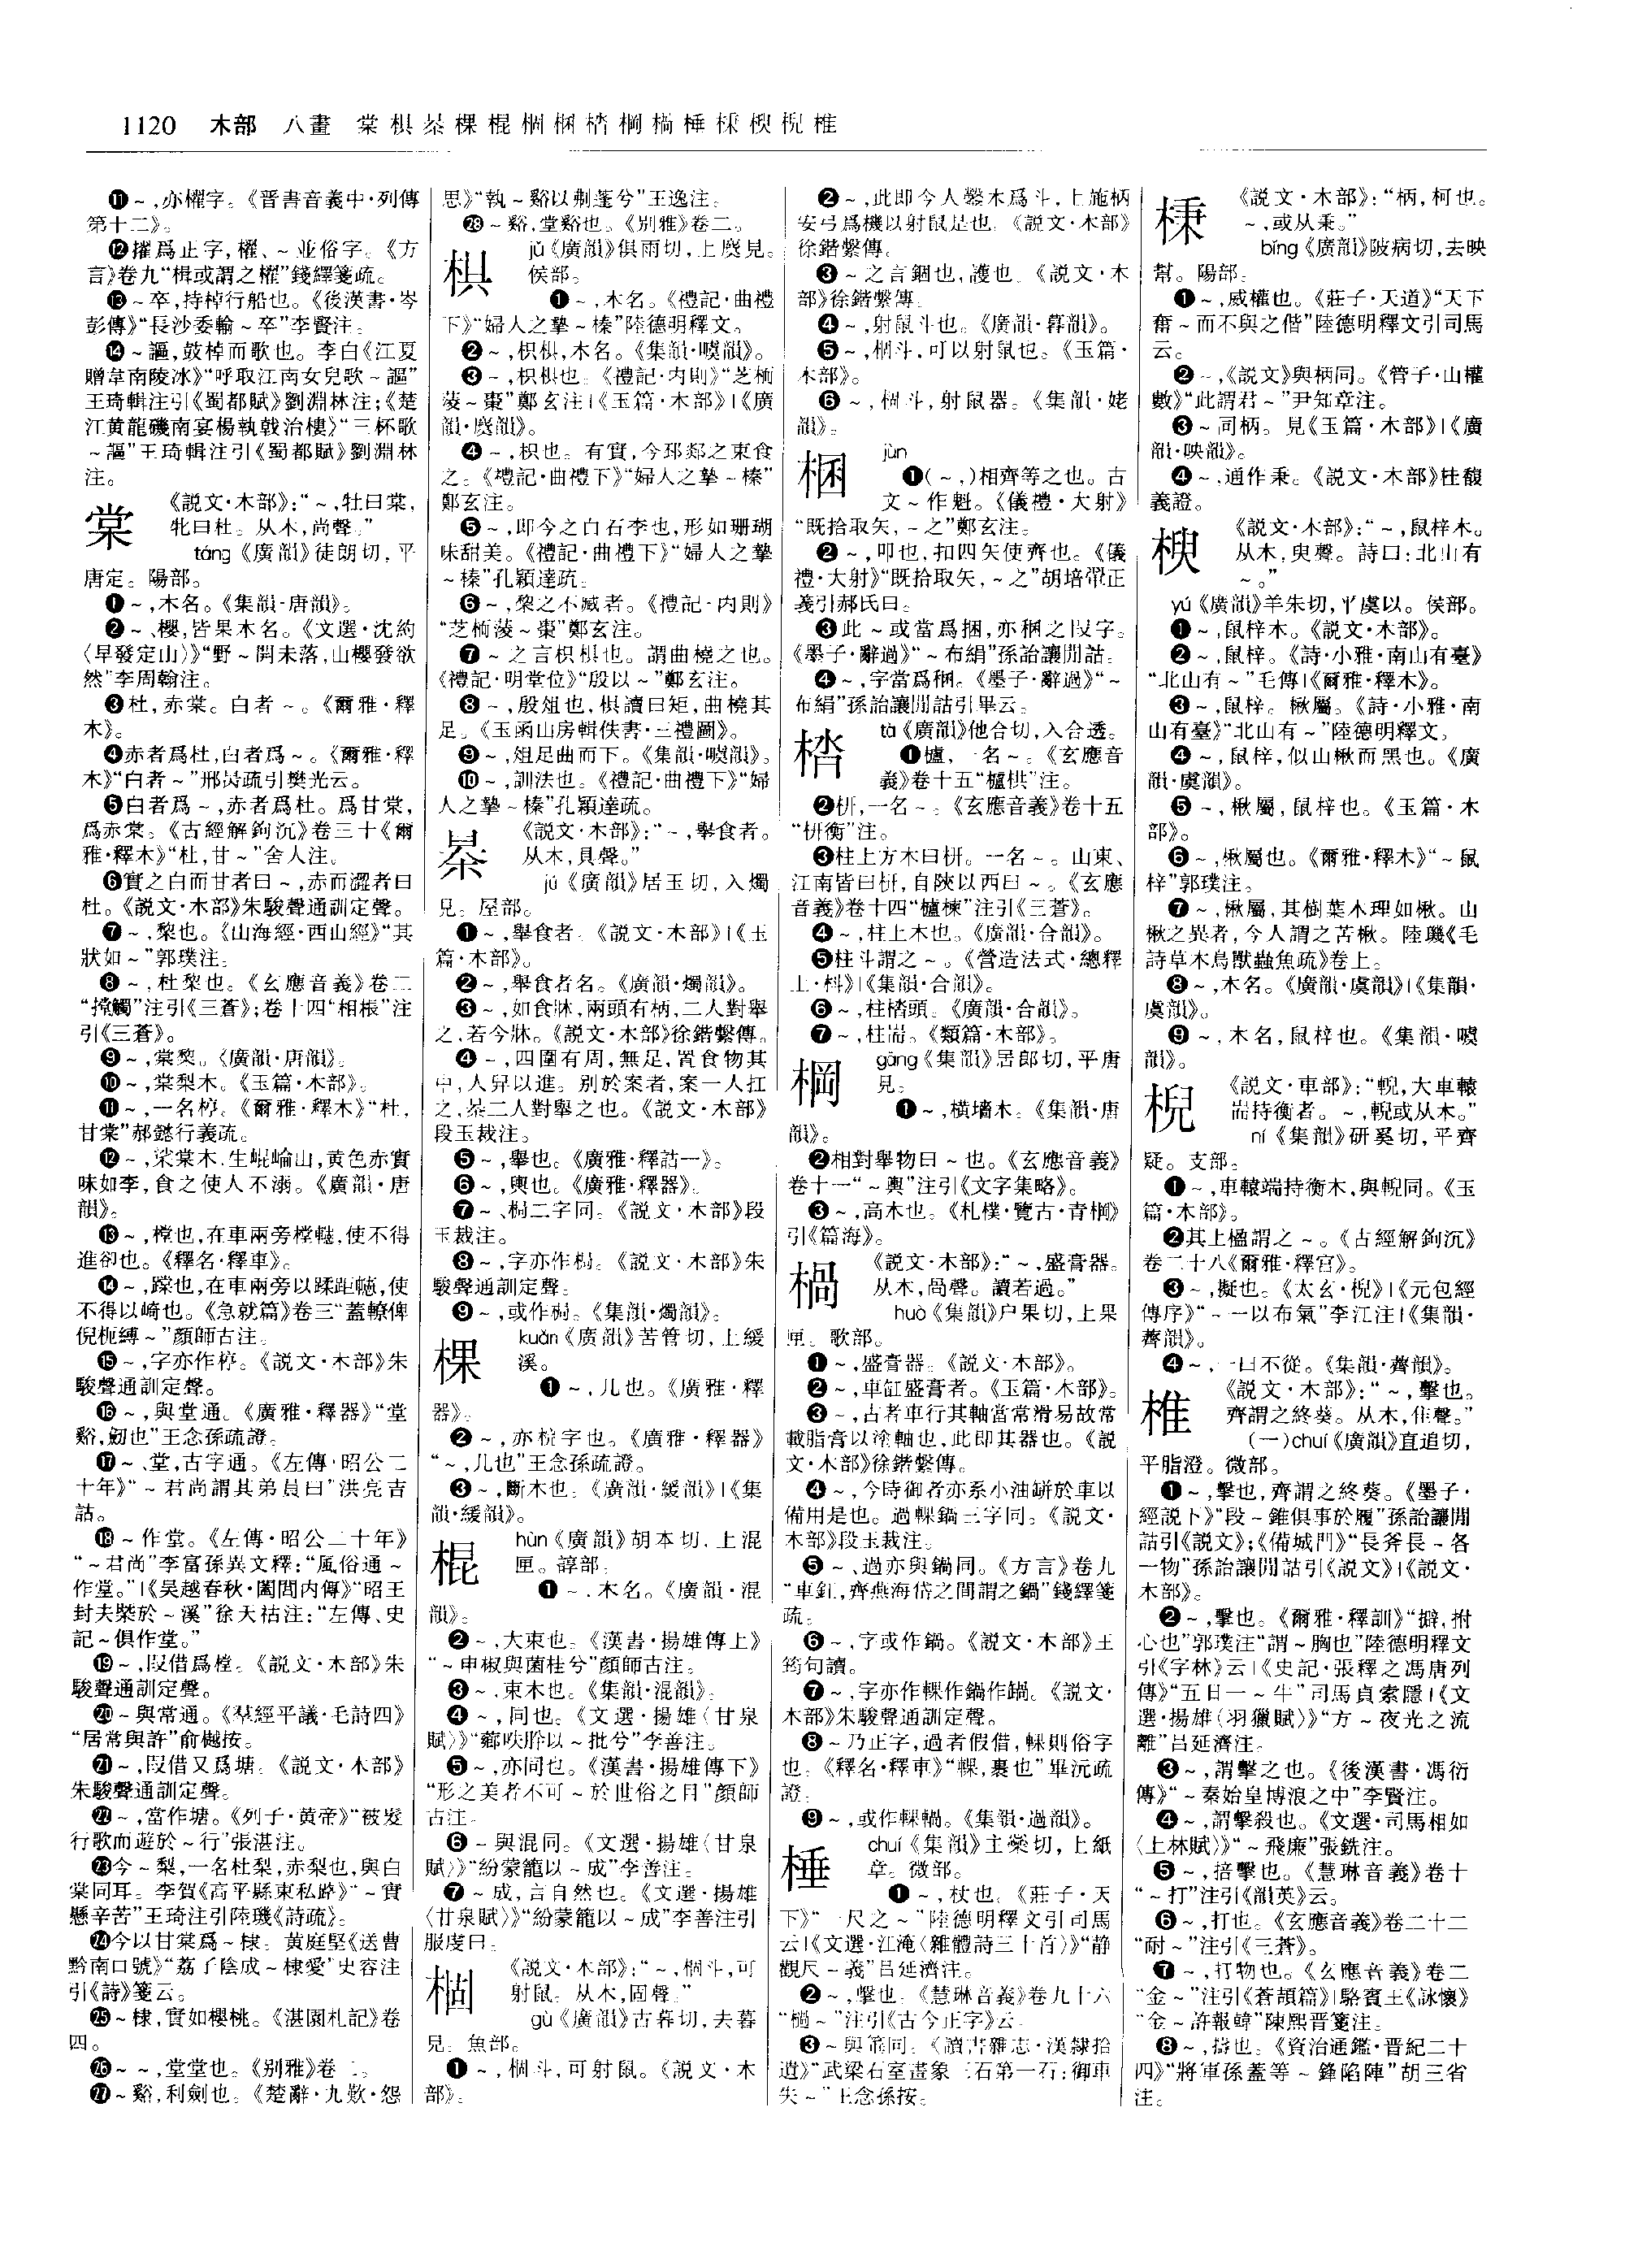 1120 木部 八畫 棠椇梮棵棍棝梱榙棡楇棰棅楰棿椎
⓫～,亦櫂字。《晉書音義中·列傳
第十二》。
⓬擢爲正字,櫂、～並俗字。《方
言》卷九“楫或謂之櫂”錢繹箋疏。
⓭～卒,持棹行船也。《後漢書·岑
彭傳》“長沙委輸～卒”李賢注。
⓮～謳,鼓棹而歌也。李白《江夏
贈韋南陵冰》“呼取江南女兒歌～謳”
王琦輯注引《蜀都賦》劉淵林注;《楚
江黄龍磯南宴楊執戟治樓》“三杯歌
～謳”王琦輯注引《蜀都賦》劉淵林
注。
棠
《説文·木部》:“～,牡曰棠,
牝曰杜。从木,尚聲。”
táng《廣韻》徒朗切,平
唐定。陽部。
❶～,木名。《集韻·唐韻》。
❷～、櫻,皆果木名。《文選·沈約
〈早發定山〉》“野～開未落,山櫻發欲
然”李周翰注。
❸杜,赤棠。白者～。《爾雅·釋
木》。
❹赤者爲杜,白者爲～。《爾雅·釋
木》“白者～”邢昺疏引樊光云。
❺白者爲～,赤者爲杜。爲甘棠,
爲赤棠。《古經解鉤沉》卷三十《爾
雅·釋木》“杜,甘～”舍人注。
❻實之白而甘者曰～,赤而澀者曰
杜。《説文·木部》朱駿聲通訓定聲。
❼～,棃也。《山海經·西山經》“其
狀如～”郭璞注。
❽～,杜棃也。《玄應音義》卷二
“摚觸”注引《三蒼》;卷十四“相棖”注
引《三蒼》。
❾～,棠棃。《廣韻·唐韻》。
❿～,棠梨木。《玉篇·木部》。
⓫～,一名樗。《爾雅·釋木》“杜,
甘棠”郝懿行義疏。
⓬～,棠木,生崐崘山,黄色赤實
味如李,食之使人不溺。《廣韻·唐
韻》。
⓭～,樘也,在車兩旁樘㡓,使不得
進卻也。《釋名·釋車》。
⓮～,䠀也,在車兩旁以蹂距㡓,使
不得以崎也。《急就篇》卷三“蓋轑俾
倪枙縛～”顔師古注。
⓯～,字亦作樗。《説文·木部》朱
駿聲通訓定聲。
⓰～,與堂通。《廣雅·釋器》“堂
谿,劒也”王念孫疏證。
⓱～、堂,古字通。《左傳·昭公二
十年》“～君尚謂其弟員曰”洪亮吉
詁。
⓲～作堂。《左傳·昭公二十年》
“～君尚”李富孫異文釋:“風俗通～
作堂。”|《吴越春秋·闔閭内傳》“昭王
封夫槩於～溪”徐天祜注:“左傳、史
記～俱作堂。”
⓳～,叚借爲樘。《説文·木部》朱
駿聲通訓定聲。
⓴～與常通。《羣經平議·毛詩四》
“居常與許”俞樾按。
㉑～,叚借又爲塘。《説文·木部》
朱駿聲通訓定聲。
㉒～,當作塘。《列子·黄帝》“被髮
行歌而遊於～行”張湛注。
㉓今～梨,一名杜梨,赤梨也,與白
棠同耳。李賀《高平縣東私路》“～實
懸辛苦”王琦注引陸璣《詩疏》。
㉔今以甘棠爲～棣。黄庭堅《送曹
黔南口號》“荔子陰成～棣愛”史容注
引《詩》箋云。
㉕～棣,實如櫻桃。《湛園札記》卷
四。
㉖～～,堂堂也。《别雅》卷二。
㉗～谿,利劍也。《楚辭·九歎·怨
思》“執～谿以刜蓬兮”王逸注。
㉘～谿,堂谿也。《别雅》卷二。
椇
jǔ《廣韻》俱雨切,上麌見。
侯部。
❶～,木名。《禮記·曲禮
下》“婦人之摯～榛”陸德明釋文。
❷～,枳椇,木名。《集韻·噳韻》。
❸～,枳椇也。《禮記·内則》“芝栭
蔆～棗”鄭玄注|《玉篇·木部》|《廣
韻·麌韻》。
❹～,枳也。有實,今邳郯之東食
之。《禮記·曲禮下》“婦人之摯～榛”
鄭玄注。
❺～,即今之白石李也,形如珊瑚
味甜美。《禮記·曲禮下》“婦人之摯
～榛”孔穎達疏。
❻～,棃之不臧者。《禮記·内則》
“芝栭蔆～棗”鄭玄注。
❼～之言枳椇也。謂曲橈之也。
《禮記·明堂位》“殷以～”鄭玄注。
❽～,殷俎也,椇讀曰矩,曲橈其
足。《玉函山房輯佚書·三禮圖》。
❾～,俎足曲而下。《集韻·噳韻》。
❿～,訓法也。《禮記·曲禮下》“婦
人之摯～榛”孔穎達疏。
《説文·木部》:“～,舉食者。
从木,具聲。”
jú《廣韻》居玉切,入燭
見。屋部。
❶～,舉食者。《説文·木部》|《玉
篇·木部》。
❷～,舉食者名。《廣韻·燭韻》。
❸～,如食牀,兩頭有柄,二人對舉
之,若今牀。《説文·木部》徐鍇繫傳。
❹～,四圍有周,無足,置食物其
中,人舁以進。别於案者,案一人扛
之,梮二人對舉之也。《説文·木部》
段玉裁注。
❺～,舉也。《廣雅·釋詁一》。
❻～,輿也。《廣雅·釋器》。
❼～、梮二字同。《説文·木部》段
玉裁注。
❽～,字亦作梮。《説文·木部》朱
駿聲通訓定聲。
❾～,或作梮。《集韻·燭韻》。
棵
kuǎn《廣韻》苦管切,上緩
溪。
❶～,几也。《廣雅·釋
器》。
❷～,亦梡字也。《廣雅·釋器》
“～,几也”王念孫疏證。
❸～,斷木也。《廣韻·緩韻》|《集
韻·緩韻》。
棍
hùn《廣韻》胡本切,上混
匣。諄部。
❶～,木名。《廣韻·混
韻》。
❷～,大束也。《漢書·揚雄傳上》
“～申椒與菌桂兮”顔師古注。
❸～,束木也。《集韻·混韻》。
❹～,同也。《文選·揚雄〈甘泉
賦〉》“薌呹肸以～批兮”李善注。
❺～,亦同也。《漢書·揚雄傳下》
“形之美者不可～於世俗之目”顔師
古注。
❻～與混同。《文選·揚雄〈甘泉
賦〉》“紛蒙籠以～成”李善注。
❼～成,言自然也。《文選·揚雄
〈甘泉賦〉》“紛蒙籠以～成”李善注引
服虔曰。
棝
《説文·木部》:“～,棝斗,可
射鼠。从木,固聲。”
gù《廣韻》古暮切,去暮
見。魚部。
❶～,棝斗,可射鼠。《説文·木
部》。
❷～,此即今人鑿木爲斗,上施柄
安弓爲機以射鼠是也。《説文·木部》
徐鍇繫傳。
❸～之言錮也,護也。《説文·木
部》徐鍇繫傳。
❹～,射鼠斗也。《廣韻·暮韻》。
❺～,棝斗,可以射鼠也。《玉篇·
木部》。
❻～,棝斗,射鼠器。《集韻·姥
韻》。
梱
jùn
❶(～,)相齊等之也。古
文～作魁。《儀禮·大射》
“既拾取矢,～之”鄭玄注。
❷～,叩也,扣四矢使齊也。《儀
禮·大射》“既拾取矢,～之”胡培翬正
義引郝氏曰。
❸此～或當爲捆,亦稇之叚字。
《墨子·辭過》“～布絹”孫詒讓閒詁。
❹～,字當爲稇。《墨子·辭過》“～
布絹”孫詒讓閒詁引畢云。
榙
tà《廣韻》他合切,入合透。
❶櫨,一名～。《玄應音
義》卷十五“櫨栱”注。
❷枅,一名～。《玄應音義》卷十五
“枅衡”注。
❸柱上方木曰枅。一名～。山東、
江南皆曰枅,自陝以西曰～。《玄應
音義》卷十四“櫨棟”注引《三蒼》。
❹～,柱上木也。《廣韻·合韻》。
❺柱斗謂之～。《營造法式·總釋
上·枓》|《集韻·合韻》。
❻～,柱榙頭。《廣韻·合韻》。
❼～,柱耑。《類篇·木部》。
棡
gāng《集韻》居郎切,平唐
見。
❶～,横牆木。《集韻·唐
韻》。
❷相對舉物曰～也。《玄應音義》
卷十一“～輿”注引《文字集略》。
❸～,高木也。《札樸·覽古·青棡》
引《篇海》。
楇
《説文·木部》:“～,盛膏器。
从木,咼聲。讀若過。”
huò《集韻》户果切,上果
匣。歌部。
❶～,盛膏器。《説文·木部》。
❷～,車缸盛膏者。《玉篇·木部》。
❸～,古者車行其軸當常滑易故常
載脂膏以塗軸也,此即其器也。《説
文·木部》徐鍇繫傳。
❹～,今時御者亦系小油缾於車以
備用是也。過輠鍋三字同。《説文·
木部》段玉裁注。
❺～、過亦與鍋同。《方言》卷九
“車釭,齊燕海岱之間謂之鍋”錢繹箋
疏。
❻～,字或作鍋。《説文·木部》王
筠句讀。
❼～,字亦作輠作鍋作䤧。《説文·
木部》朱駿聲通訓定聲。
❽～乃正字,過者假借,輠則俗字
也。《釋名·釋車》“輠,裹也”畢沅疏
證。
❾～,或作輠䯞。《集韻·過韻》。
棰
chuí《集韻》主橤切,上紙
章。微部。
❶～,杖也。《莊子·天
下》“一尺之～”陸德明釋文引司馬
云|《文選·江淹〈雜體詩三十首〉》“静
觀尺～義”吕延濟注。
❷～,擊也。《慧琳音義》卷九十六
“檛～”注引《古今正字》云。
❸～與箠同。《讀書雜志·漢隸拾
遺》“武梁石室畫象三石第一石:御車
失～”王念孫按。
棅
《説文·木部》:“柄,柯也。
～,或从秉。”
bǐng《廣韻》陂病切,去映
幫。陽部。
❶～,威權也。《莊子·天道》“天下
奮～而不與之偕”陸德明釋文引司馬
云。
❷～,《説文》與柄同。《管子·山權
數》“此謂君～”尹知章注。
❸～同柄。見《玉篇·木部》|《廣
韻·映韻》。
❹～,通作秉。《説文·木部》桂馥
義證。
楰
《説文·木部》:“～,鼠梓木。
从木,臾聲。詩曰:北山有
～。”
yú《廣韻》羊朱切,平虞以。侯部。
❶～,鼠梓木。《説文·木部》。
❷～,鼠梓。《詩·小雅·南山有臺》
“北山有～”毛傳|《爾雅·釋木》。
❸～,鼠梓。楸屬。《詩·小雅·南
山有臺》“北山有～”陸德明釋文。
❹～,鼠梓,似山楸而黑也。《廣
韻·虞韻》。
❺～,楸屬,鼠梓也。《玉篇·木
部》。
❻～,楸屬也。《爾雅·釋木》“～鼠
梓”郭璞注。
❼～,楸屬,其樹葉木理如楸。山
楸之異者,今人謂之苦楸。陸璣《毛
詩草木鳥獸蟲魚疏》卷上。
❽～,木名。《廣韻·虞韻》|《集韻·
虞韻》。
❾～,木名,鼠梓也。《集韻·噳
韻》。
棿
《説文·車部》:“輗,大車轅
耑持衡者。～,輗或从木。”
ní《集韻》研奚切,平齊
疑。支部。
❶～,車轅端持衡木,與輗同。《玉
篇·木部》。
❷其上楹謂之～。《古經解鉤沉》
卷二十八《爾雅·釋宫》。
❸～,擬也。《太玄·棿》|《元包經
傳序》“～一以布氣”李江注|《集韻·
薺韻》。
❹～,一曰不從。《集韻·薺韻》。
椎
《説文·木部》:“～,擊也。
齊謂之終葵。从木,隹聲。”
(一)chuí《廣韻》直追切,
平脂澄。微部。
❶～,擊也,齊謂之終葵。《墨子·
經説下》“段～錐俱事於履”孫詒讓閒
詁引《説文》;《備城門》“長斧長～各
一物”孫詒讓閒詁引《説文》|《説文·
木部》。
❷～,擊也。《爾雅·釋訓》“擗,拊
心也”郭璞注“謂～胸也”陸德明釋文
引《字林》云|《史記·張釋之馮唐列
傳》“五日一～牛”司馬貞索隱|《文
選·揚雄〈羽獵賦〉》“方～夜光之流
離”吕延濟注。
❸～,謂擊之也。《後漢書·馮衍
傳》“～秦始皇博浪之中”李賢注。
❹～,謂擊殺也。《文選·司馬相如
〈上林賦〉》“～飛廉”張銑注。
❺～,掊擊也。《慧琳音義》卷十
“～打”注引《韻英》云。
❻～,打也。《玄應音義》卷二十二
“耐～”注引《三蒼》。
❼～,打物也。《玄應音義》卷二
“金～”注引《蒼頡篇》|駱賓王《詠懷》
“金～許報韓”陳熙晉箋注。
❽～,擣也。《資治通鑑·晉紀二十
四》“將軍孫蓋等～鋒陷陣”胡三省
注。